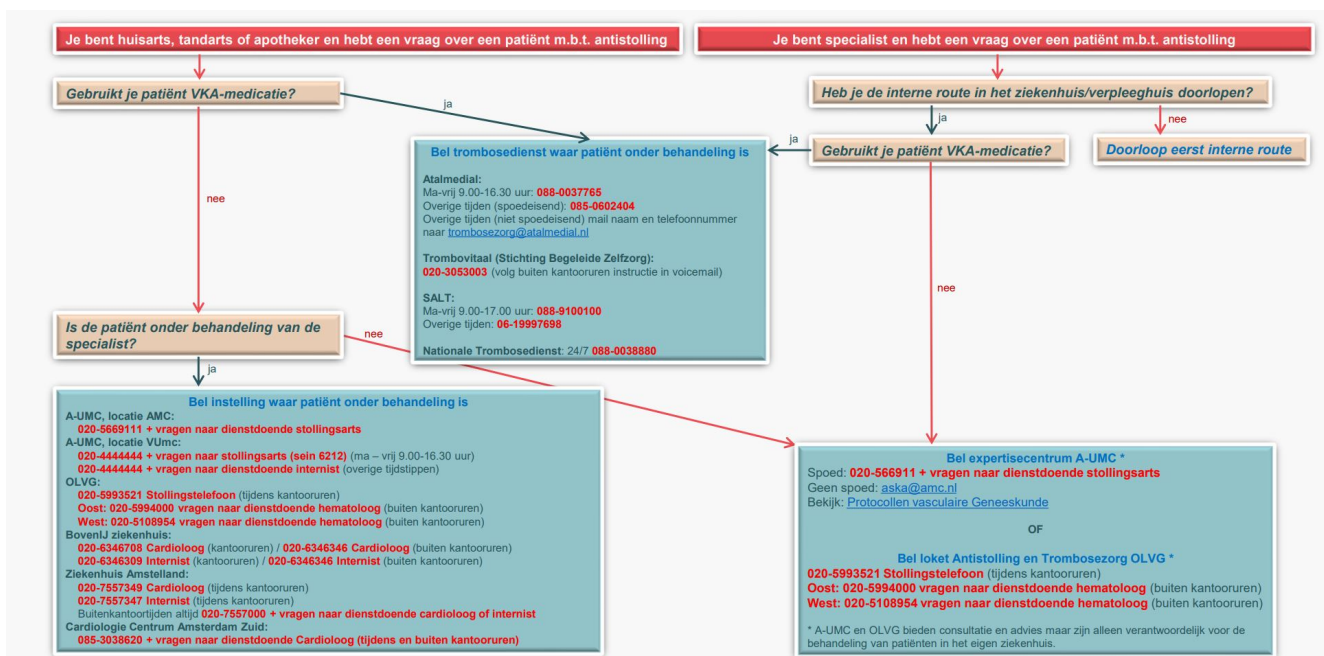 Je bent huisarts, tandarts of apotheker en hebt een vraag over een patiënt m.b.t. antistolling
Je bent specialist en hebt een vraag over een patiënt m.b.t. antistolling
Gebruikt je patiënt VKA-medicatie?
ja
nee
Heb je de interne route in het ziekenhuis/verpleeghuis doorlopen?
ja
nee
Gebruikt je patiënt VKA-medicatie?
ja
nee
Doorloop eerst interne route
Bel trombosedienst waar patiënt onder behandeling is
Atalmedial:
Ma-vrij 9.00-16.30 uur: 088-0037765
Overige tijden (spoedeisend): 085-0602404
Overige tijden (niet spoedeisend) mail naam en telefoonnummer
naar trombosezorg@atalmedial.nl
Trombovitaal (Stichting Begeleide Zelfzorg):
020-3053003 (volg buiten kantooruren instructie in voicemail)
SALT:
Ma-vrij 9.00-17.00 uur: 088-9100100
Overige tijden: 06-19997698
Nationale Trombosedienst: 24/7 088-0038880
Is de patiënt onder behandeling van de
specialist?
nee
ja
Bel instelling waar patiënt onder behandeling is
A-UMC, locatie AMC:
020-5669111 + vragen naar dienstdoende stollingsarts
A-UMC, locatie VUmc:
020-4444444 + vragen naar stollingsarts (sein 6212) (ma – vrij 9.00-16.30 uur)
020-4444444 + vragen naar dienstdoende internist (overige tijdstippen)
OLVG:
020-5993521 Stollingstelefoon (tijdens kantooruren)
Oost: 020-5994000 vragen naar dienstdoende hematoloog (buiten kantooruren)
West: 020-5108954 vragen naar dienstdoende hematoloog (buiten kantooruren)
BovenIJ ziekenhuis:
020-6346708 Cardioloog (kantooruren) / 020-6346346 Cardioloog (buiten kantooruren)
020-6346309 Internist (kantooruren) / 020-6346346 Internist (buiten kantooruren)
Ziekenhuis Amstelland:
020-7557349 Cardioloog (tijdens kantooruren)
020-7557347 Internist (tijdens kantooruren)
Buitenkantoortijden altijd 020-7557000 + vragen naar dienstdoende cardioloog of internist
Cardiologie Centrum Amsterdam Zuid:
085-3038620 + vragen naar dienstdoende Cardioloog (tijdens en buiten kantooruren)
Bel expertisecentrum A-UMC *
Spoed: 020-566911 + vragen naar dienstdoende stollingsarts
Geen spoed: aska@amc.nl
Bekijk: Protocollen vasculaire Geneeskunde
OF
Bel loket Antistolling en Trombosezorg OLVG *
020-5993521 Stollingstelefoon (tijdens kantooruren)
Oost: 020-5994000 vragen naar dienstdoende hematoloog (buiten kantooruren)
West: 020-5108954 vragen naar dienstdoende hematoloog (buiten kantooruren)
* A-UMC en OLVG bieden consultatie en advies maar zijn alleen verantwoordelijk voor de
behandeling van patiënten in het eigen ziekenhuis.